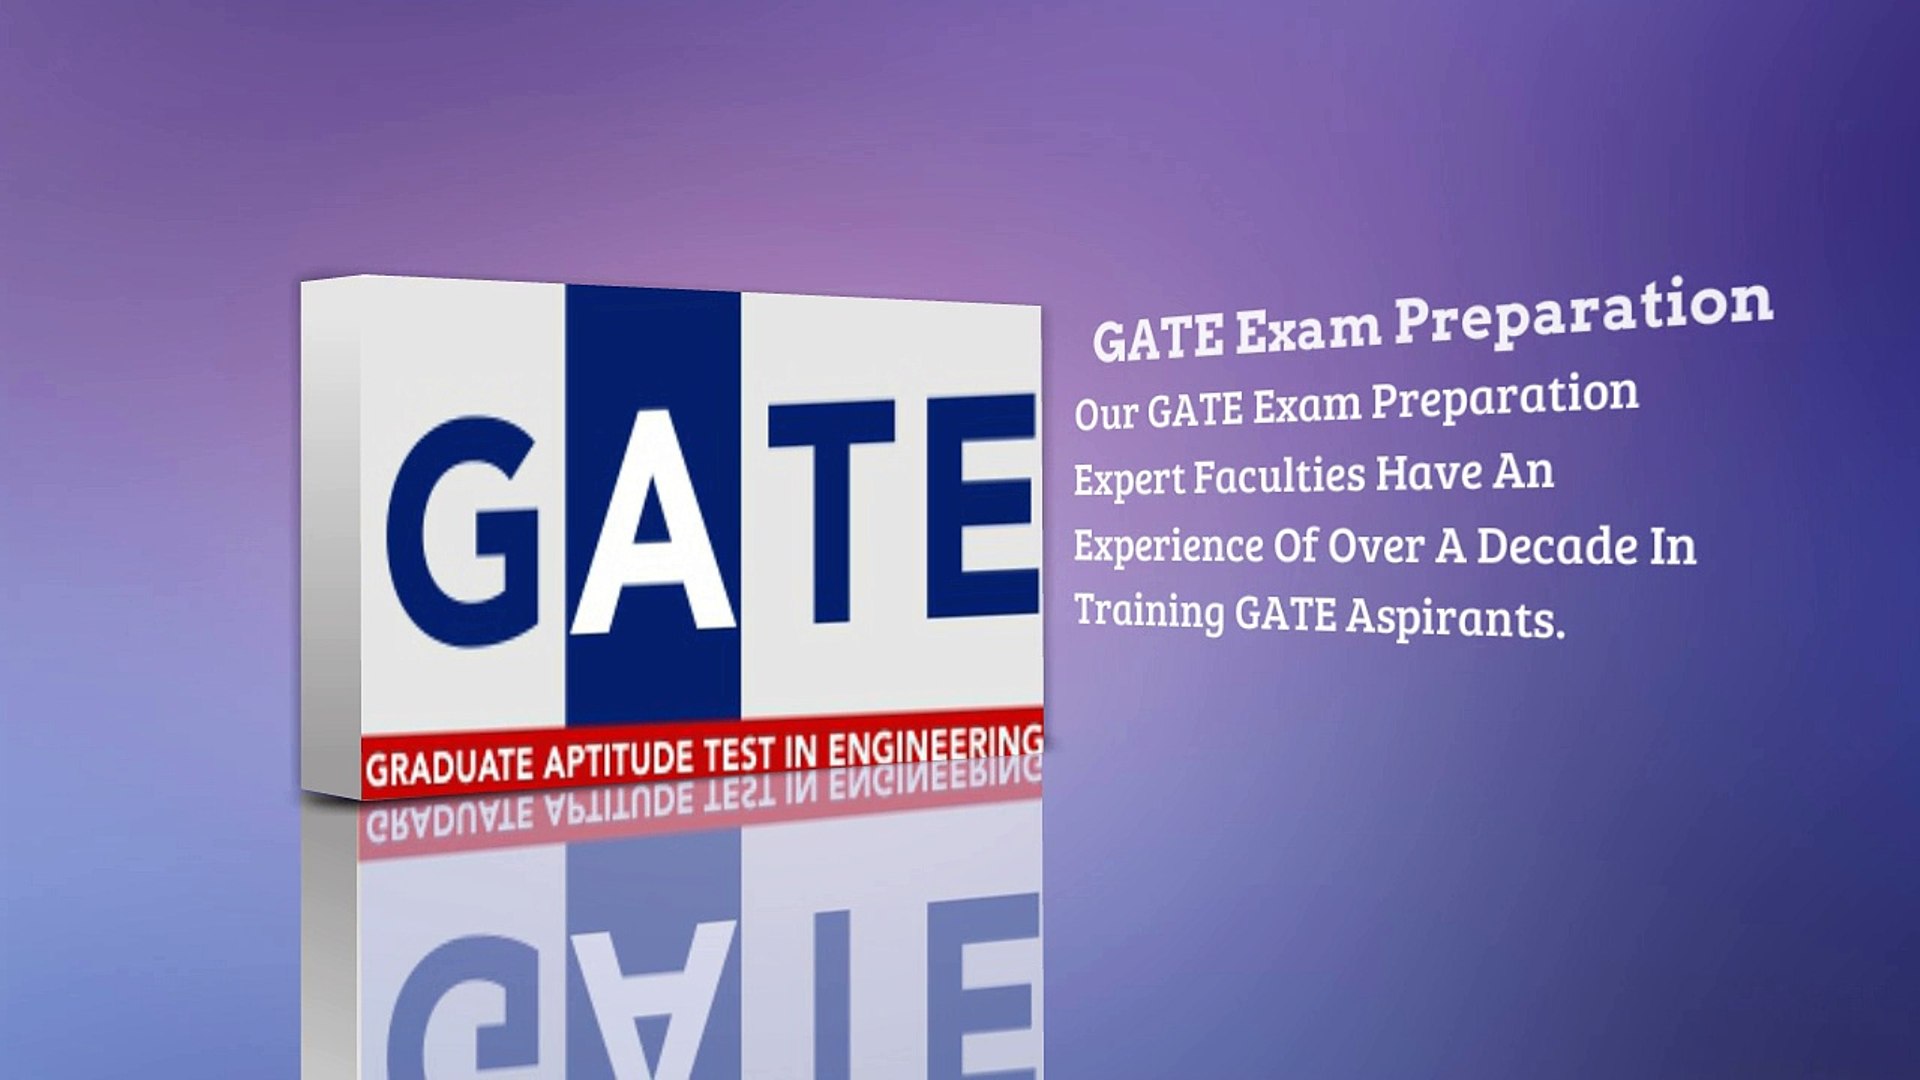 GATE
GRADUATE APTITUDE TEST IN ENGINEERING
GATE Exam Preparation
Our GATE Exam Preparation
Expert Faculties Have An
Experience Of Over A Decade In
Training GATE Aspirants.